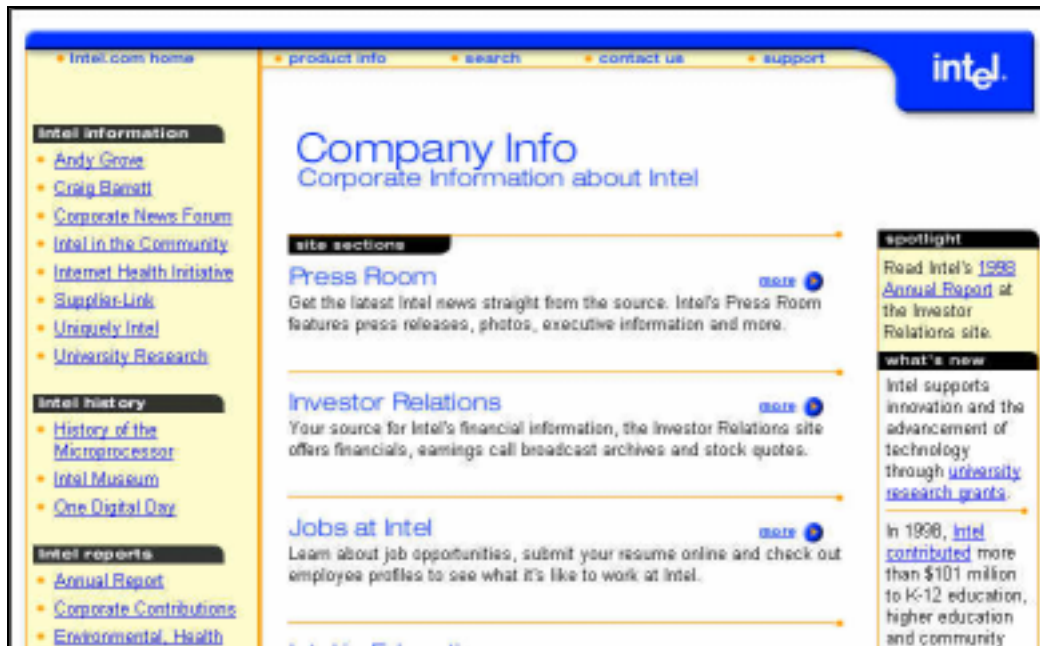 Intel.com home
product info
search
contact us
support
intel.
Intel information
Andy Grove
Craig Barrett
Corporate News Forum
Intel in the Community
Internet Health Initiative
Supplier-Link
Uniquely Intel
University Research
Intel history
History of the
Microprocessor
Intel Museum
One Digital Day
Intel reports
Annual Report
Corporate Contributions
Environmental, Health
Company Info
Corporate Information about Intel
site sections
Press Room
more
Get the latest Intel news straight from the source. Intel's Press Room
features press releases, photos, executive information and more.
Investor Relations
more
Your source for Intel's financial information, the Investor Relations site
offers financials, earnings call broadcast archives and stock quotes.
Jobs at Intel
more
Learn about job opportunities, submit your resume online and check out
employee profiles to see what it's like to work at Intel.
spotlight
Read Intel's 1998
Annual Report at
the Investor
Relations site.
what's new
Intel supports
innovation and the
advancement of
technology
through university
research grants.
In 1998, Intel
contributed more
than $101 million
to K-12 education,
higher education
and community